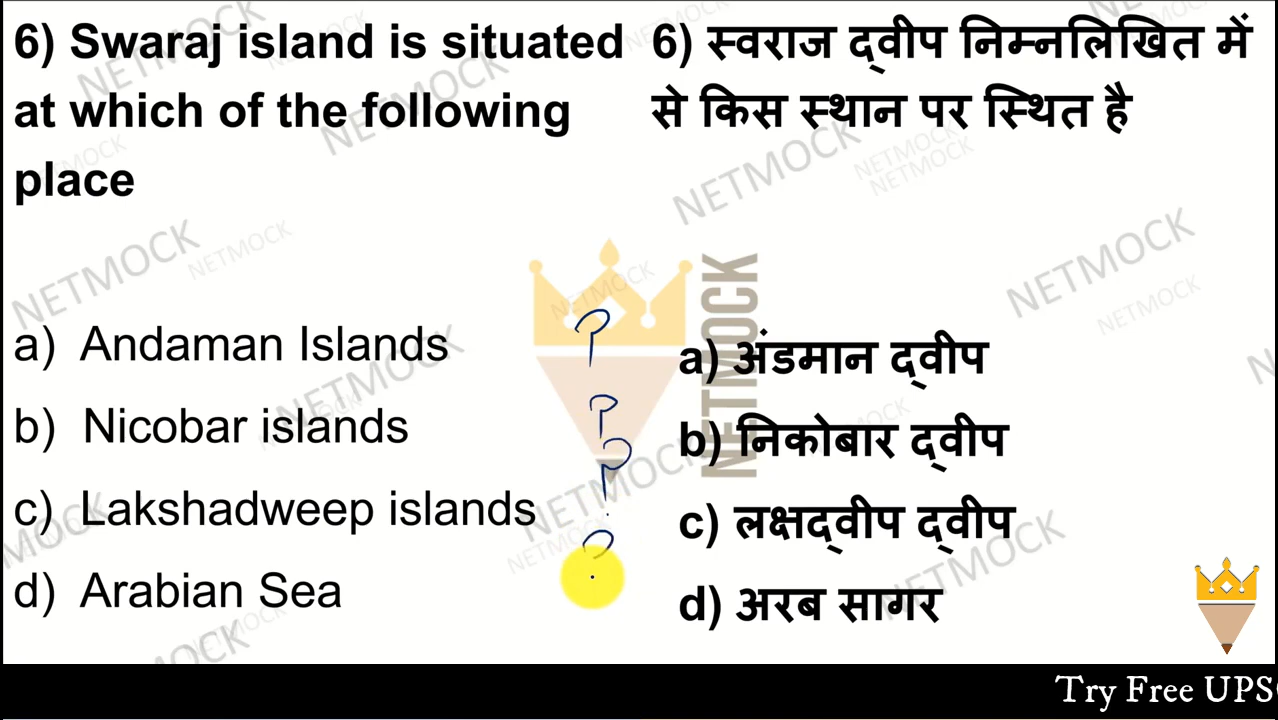 6) Swaraj island is situated
at which of the following
place
a) Andaman Islands
b) Nicobar islands
c) Lakshadweep islands
d) Arabian Sea
6) स्वराज द्वीप निम्नलिखित में
से किस स्थान पर स्थित है
a) अंडमान द्वीप
b) निकोबार द्वीप
c) लक्षद्वीप द्वीप
d) अरब सागर
NETMOCK
Try Free UPS